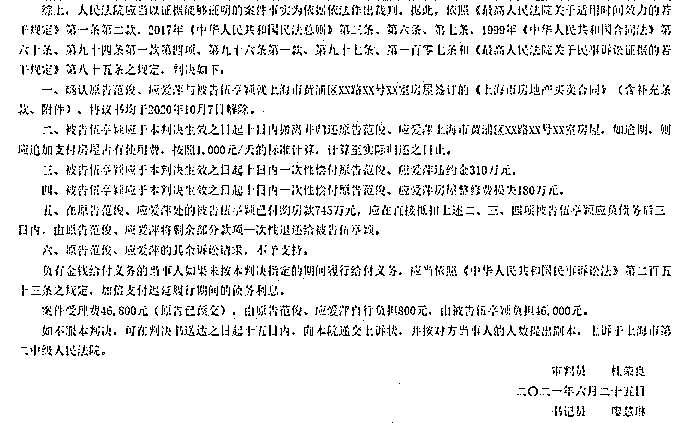 综上，人民法院应当以证据能够证明的案件事实为依据依法作出裁判。据此，依照《最高人民法院关于适用时间效力的若
干规定》第一条第二款，2017年《中华人民共和国民法总则》第三条、第六条、第七条，1999年《中华人民共和国合同法》第
六十条、第九十四条第一款第四项、第九十六条第一款、第九十七条、第一百零七条和《最高人民法院关于民事诉讼证据的若
干规定》第八十五条之规定，判决如下：
一、确认原告范俊、应爱萍与被告伍亭颖就上海市黄浦区XX路XX号XX室房屋签订的《上海市房地产买卖合同》（含补充条
款、附件）、协议书均于2020年10月7日解除。
二、被告伍亭颖应于本判决生效之日起十日内搬离并归还原告范俊、应爱萍上海市黄浦区XX路XX号XX室房屋，如逾期，则
应追加支付房屋占有使用费，按照1,000元/天的标准计算，计算至实际归还之日止。
三、被告伍亭颖应于本判决生效之日起十日内一次性偿付原告范俊、应爱萍违约金310万元。
四、被告伍亭颖应于本判决生效之日起十日内一次性偿付原告范俊、应爱萍房屋整修费损失180万元。
五、在原告范俊、应爱萍处的被告伍亭颖已付购房款745万元，应在直接抵扣上述二、三、四项被告伍亭颖应负债务后三
日内，由原告范俊、应爱萍将剩余部分款项一次性退还给被告伍亭颖。
六、原告范俊、应爱萍的其余诉讼请求，不予支持。
负有金钱给付义务的当事人如果未按本判决指定的期间履行给付义务，应当依照《中华人民共和国民事诉讼法》第二百五
十三条之规定，加倍支付迟延履行期间的债务利息。
案件受理费46,800元（原告已预交），由原告范俊、应爱萍自行负担800元，由被告伍亭颖负担46,000元。
如不服本判决，可在判决书送达之日起十五日内，向本院递交上诉状，并按对方当事人的人数提出副本，上诉于上海市第
二中级人民法院。
审判员　杜荣良
二〇二一年六月二十五日
书记员　廖慧琳